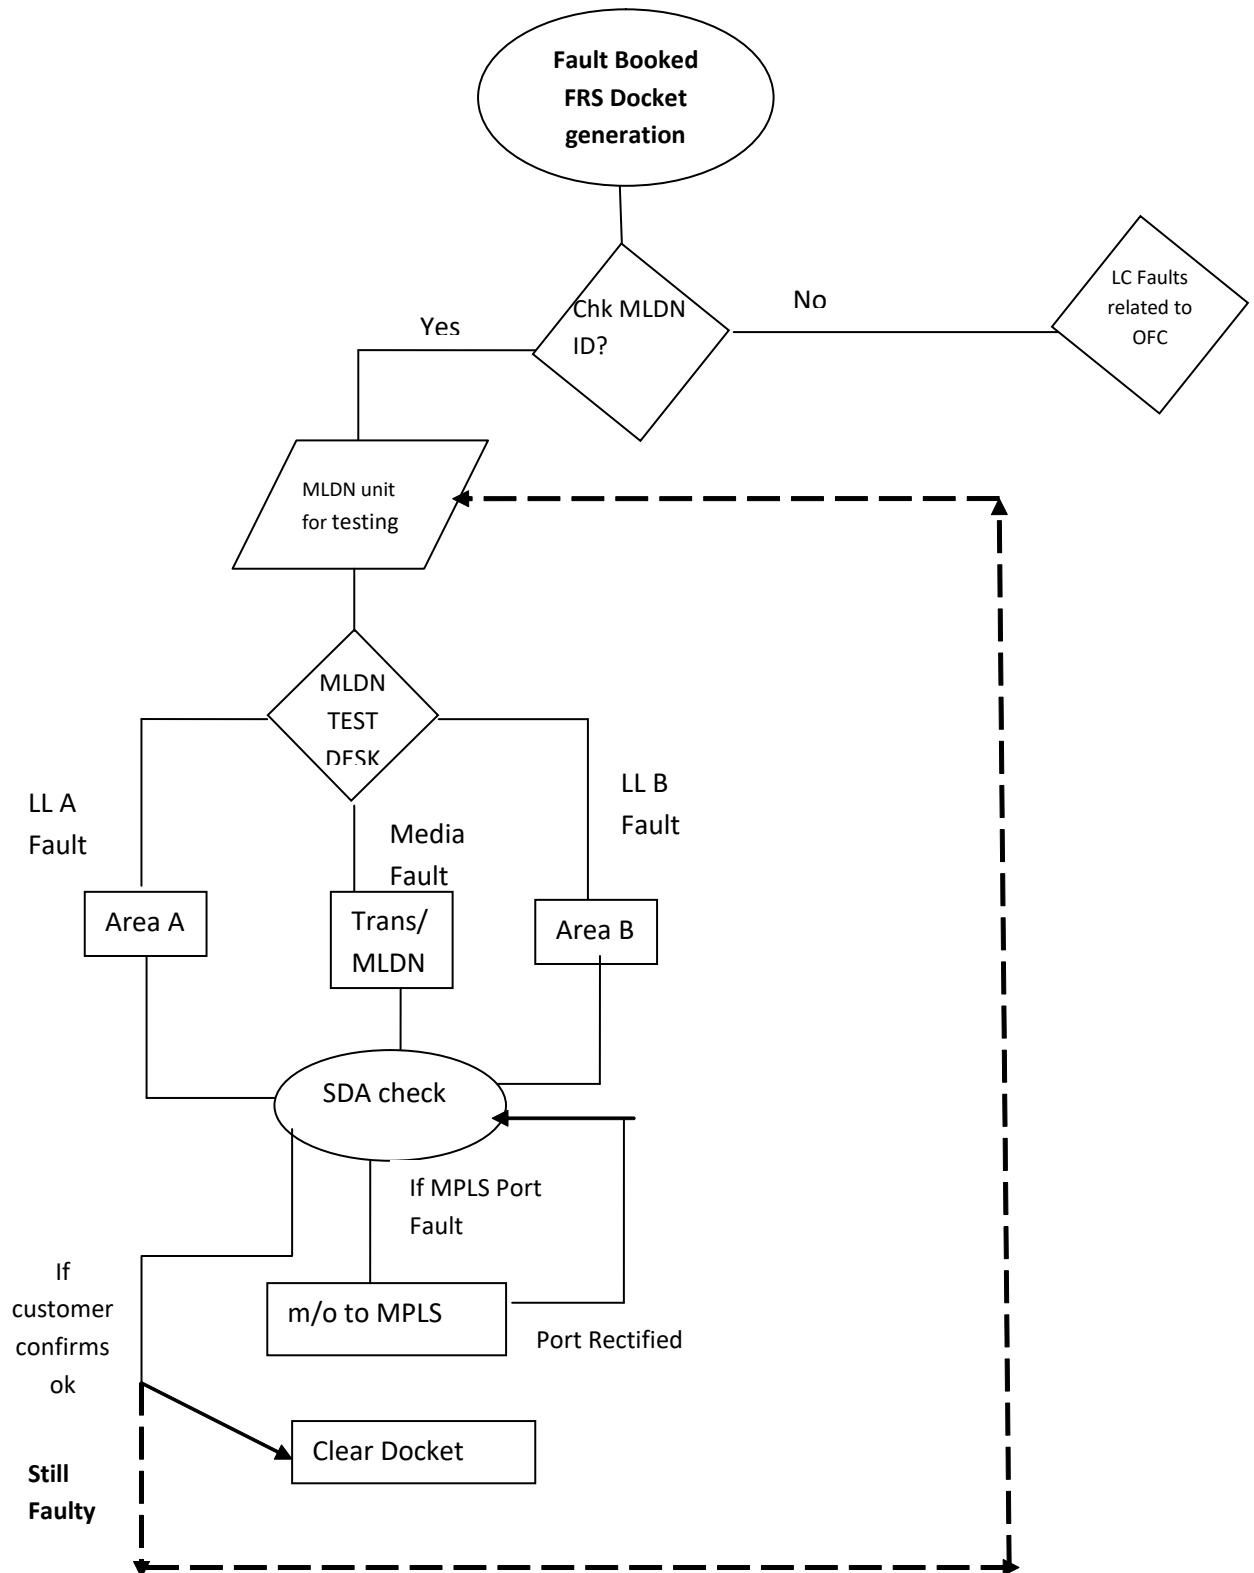 Fault Booked
FRS Docket
generation
Chk MLDN
ID?
Yes
No
LC Faults
related to
OFC
MLDN unit
for testing
MLDN
TEST
DESK
LL A
Fault
Media
Fault
LL B
Fault
Area A
Trans/
MLDN
Area B
SDA check
If MPLS Port
Fault
m/o to MPLS
Port Rectified
If
customer
confirms
ok
Clear Docket
Still
Faulty